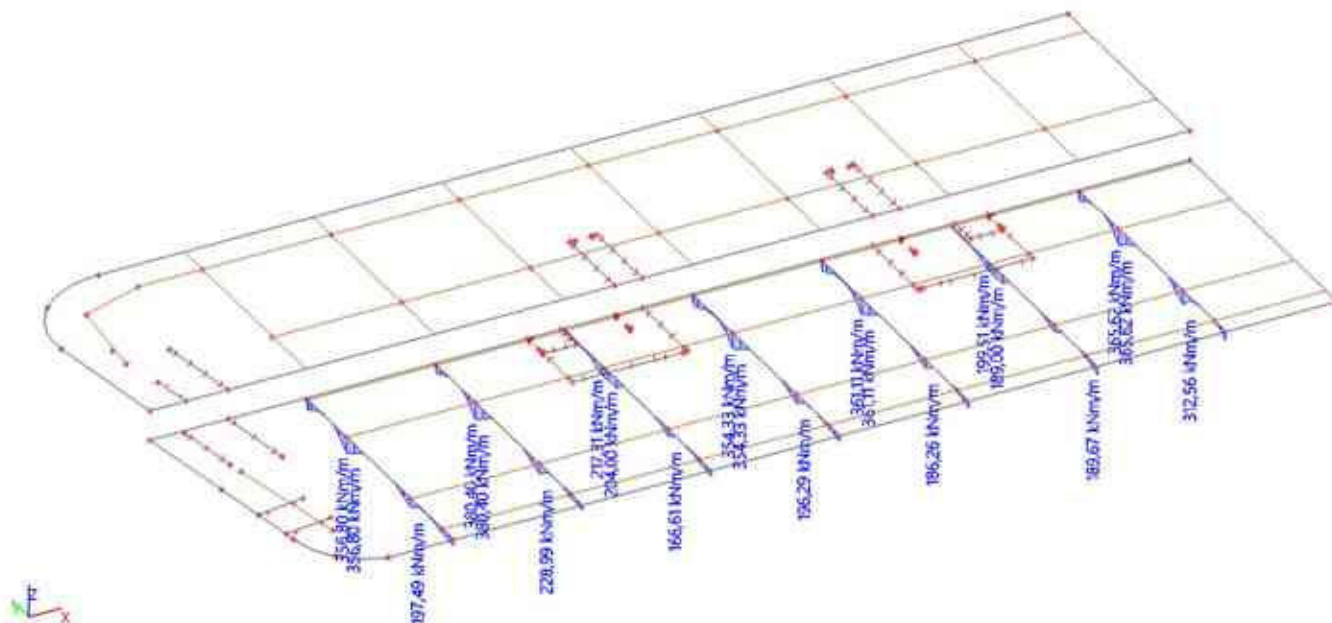 356,80 kNm/m
356,80 kNm/m
197,49 kNm/m
380,40 kNm/m
380,40 kNm/m
228,99 kNm/m
217,31 kNm/m
204,00 kNm/m
166,61 kNm/m
354,33 kNm/m
354,33 kNm/m
196,29 kNm/m
361,11 kNm/m
361,11 kNm/m
186,26 kNm/m
199,51 kNm/m
189,00 kNm/m
189,67 kNm/m
365,62 kNm/m
365,62 kNm/m
312,56 kNm/m
X